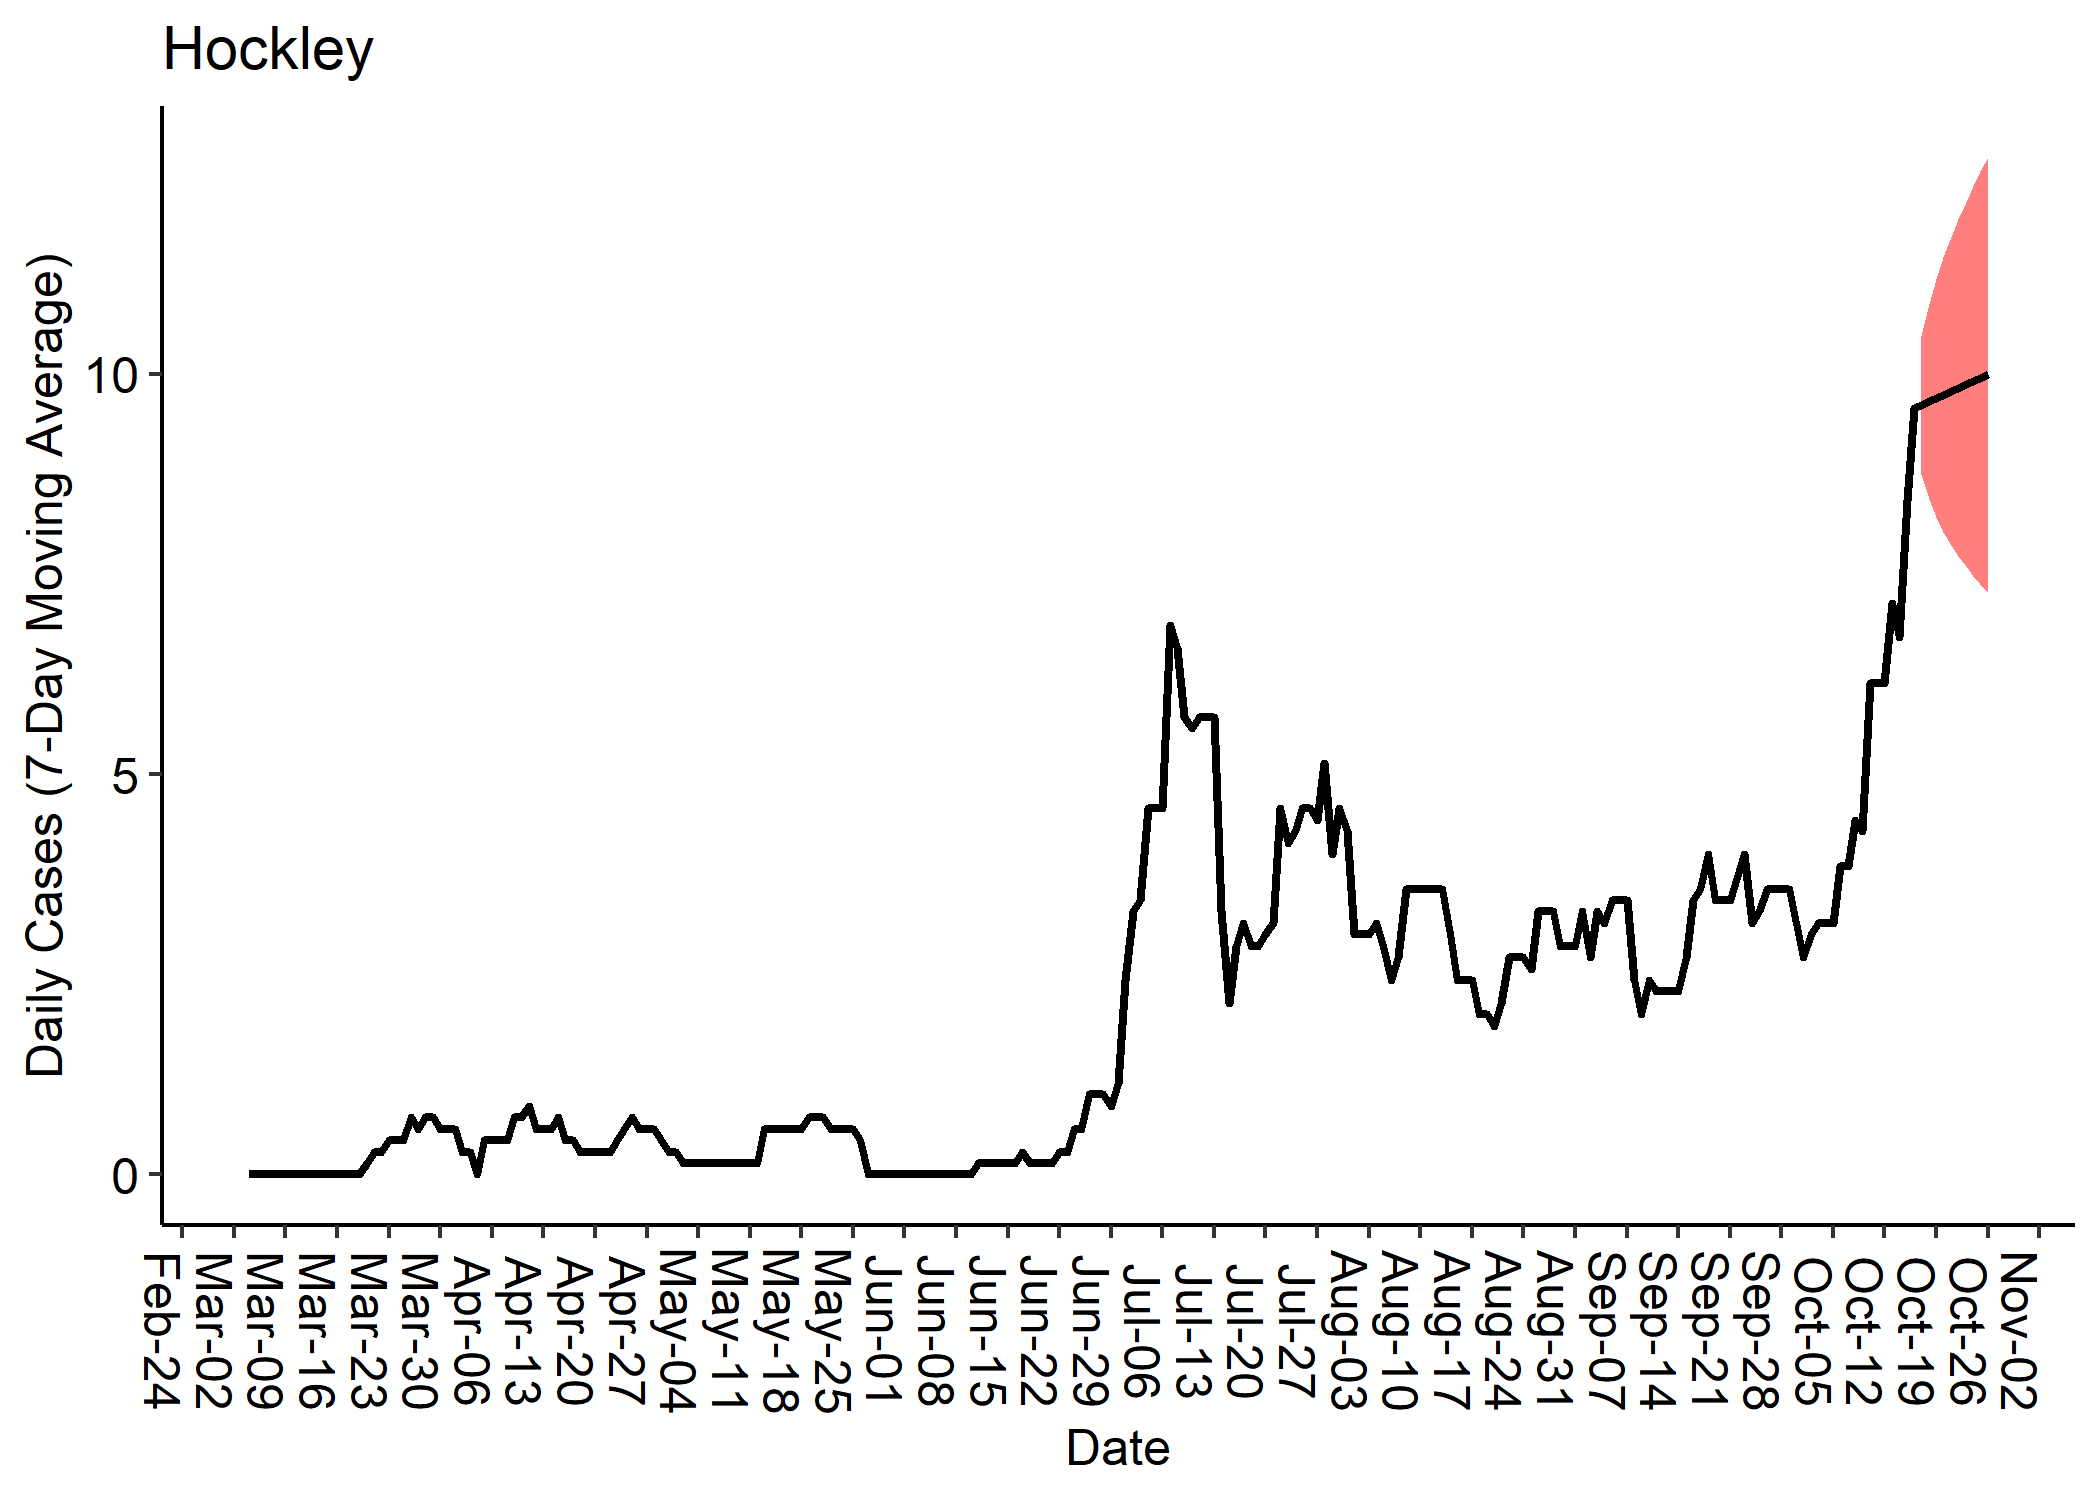 Hockley
Daily Cases (7-Day Moving Average)
10
5
0
Feb-24
Mar-02
Mar-09
Mar-16
Mar-23
Mar-30
Apr-06
Apr-13
Apr-20
Apr-27
May-04
May-11
May-18
May-25
Jun-01
Jun-08
Jun-15
Jun-22
Jun-29
Jul-06
Jul-13
Jul-20
Jul-27
Aug-03
Aug-10
Aug-17
Aug-24
Aug-31
Sep-07
Sep-14
Sep-21
Sep-28
Oct-05
Oct-12
Oct-19
Oct-26
Nov-02
Date